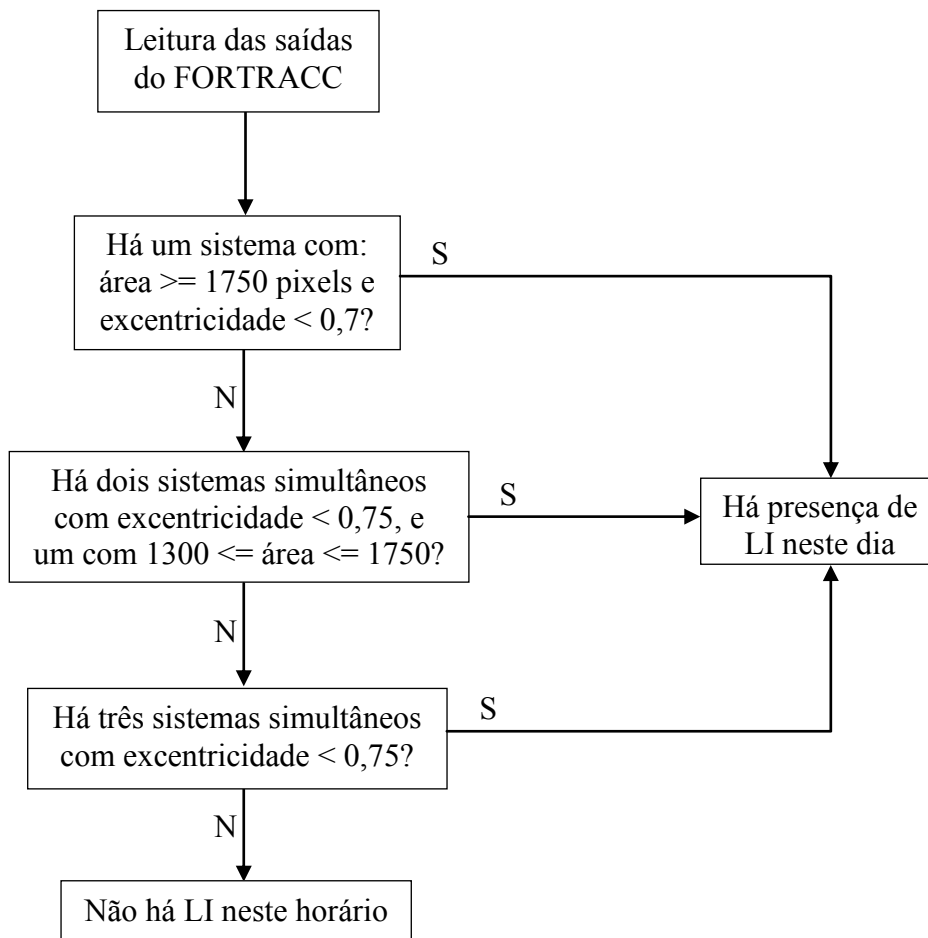 Leitura das saídas
do FORTRACC
Há um sistema com:
área >= 1750 pixels e
excentricidade < 0,7?
S
N
Há dois sistemas simultâneos
com excentricidade < 0,75, e
um com 1300 <= área <= 1750?
S
Há presença de
LI neste dia
N
Há três sistemas simultâneos
com excentricidade < 0,75?
S
N
Não há LI neste horário